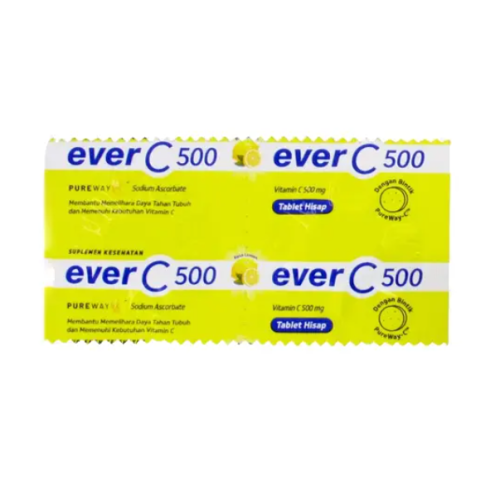 ever C 500
ever C 500
PUREWAY
Sodium Ascorbate
Vitamin C 500 mg
Membantu Memelihara Daya Tahan Tubuh
dan Memenuhi Kebutuhan Vitamin C
Tablet Hisap
Dengan Bintik
PureWay-C™
SUPLEMEN KESEHATAN
ever C 500
ever C 500
PUREWAY
Sodium Ascorbate
Vitamin C 500 mg
Membantu Memelihara Daya Tahan Tubuh
dan Memenuhi Kebutuhan Vitamin C
Tablet Hisap
Dengan Bintik
PureWay-C™